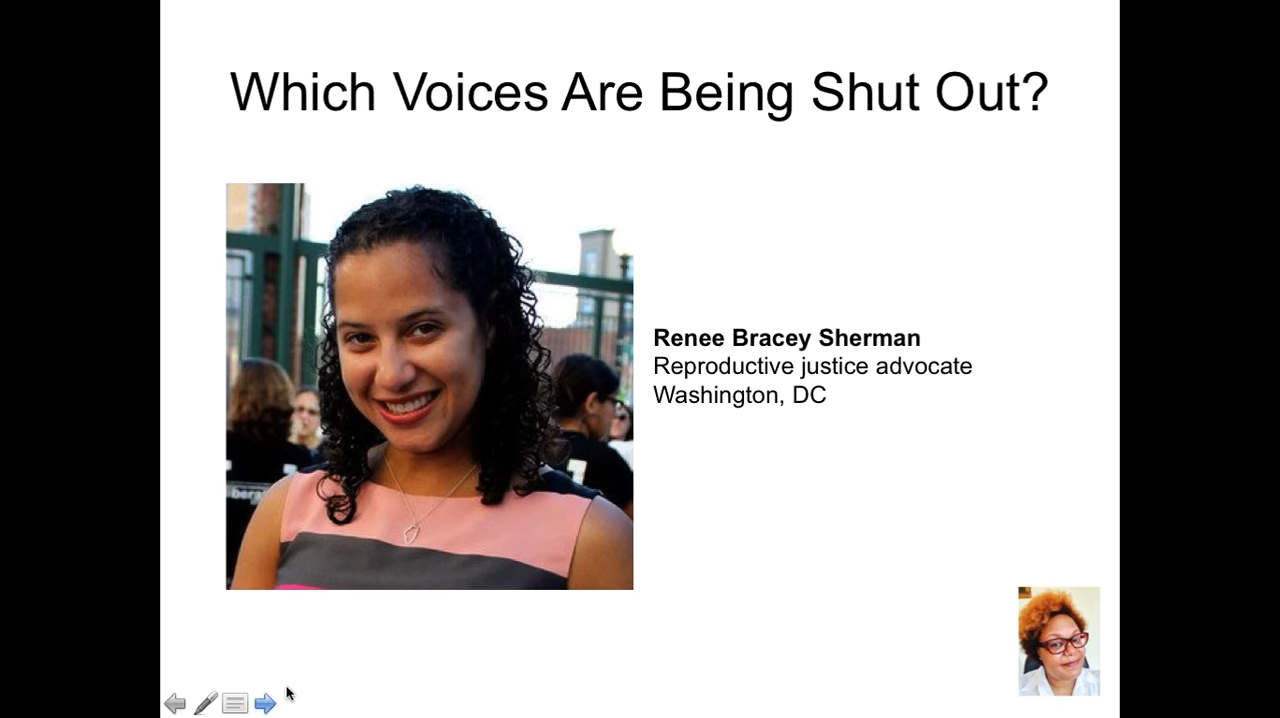 Which Voices Are Being Shut Out?
Renee Bracey Sherman
Reproductive justice advocate
Washington, DC